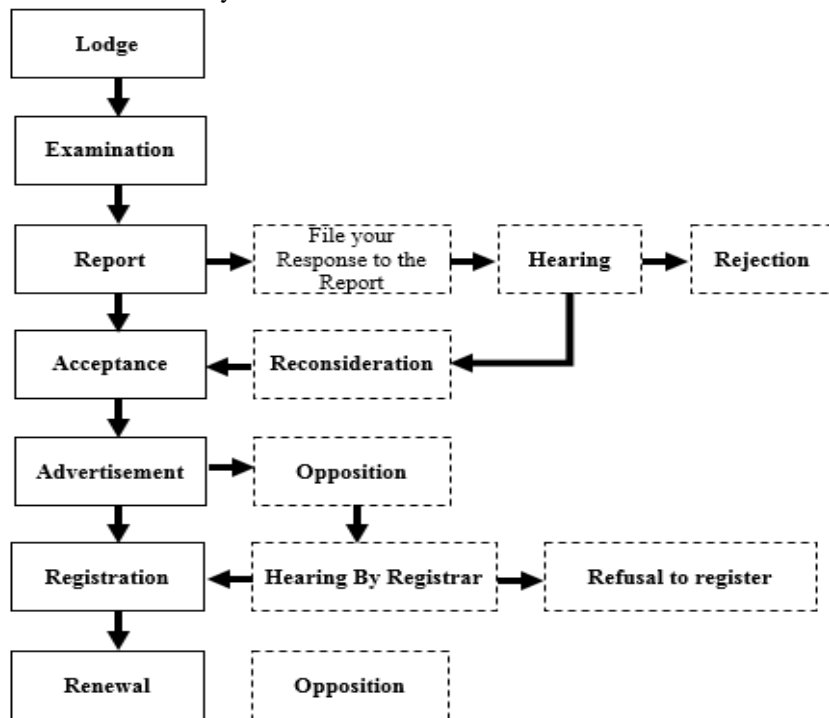 Lodge
Examination
Report
File your
Response to the
Report
Hearing
Rejection
Acceptance
Reconsideration
Advertisement
Opposition
Registration
Hearing By Registrar
Refusal to register
Renewal
Opposition